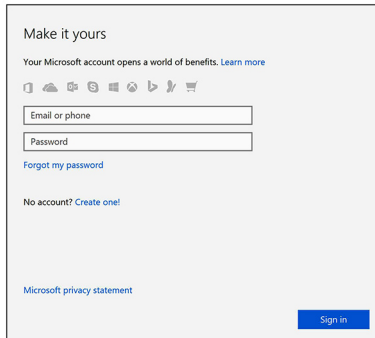 Make it yours
Your Microsoft account opens a world of benefits. Learn more
Email or phone
Password
Forgot my password
No account? Create one!
Microsoft privacy statement
Sign in